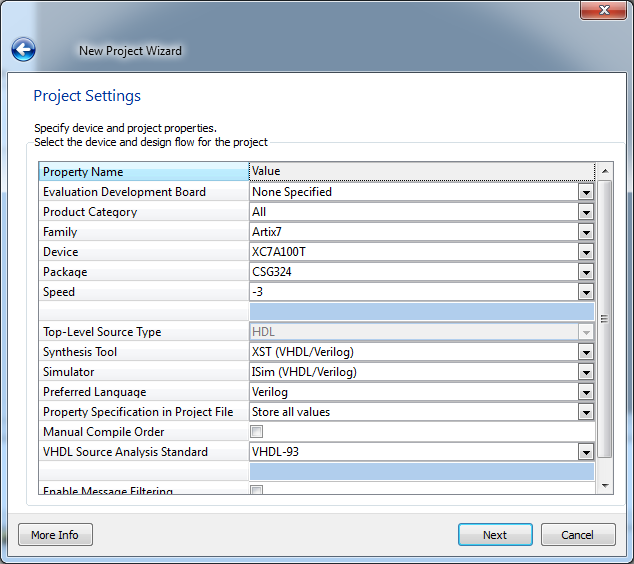 New Project Wizard
Project Settings
Specify device and project properties.
Select the device and design flow for the project
Property Name Value
Evaluation Development Board None Specified
Product Category All
Family Artix7
Device XC7A100T
Package CSG324
Speed -3
Top-Level Source Type HDL
Synthesis Tool XST (VHDL/Verilog)
Simulator ISim (VHDL/Verilog)
Preferred Language Verilog
Property Specification in Project File Store all values
Manual Compile Order
VHDL Source Analysis Standard VHDL-93
Enable Message Filtering
More Info Next Cancel